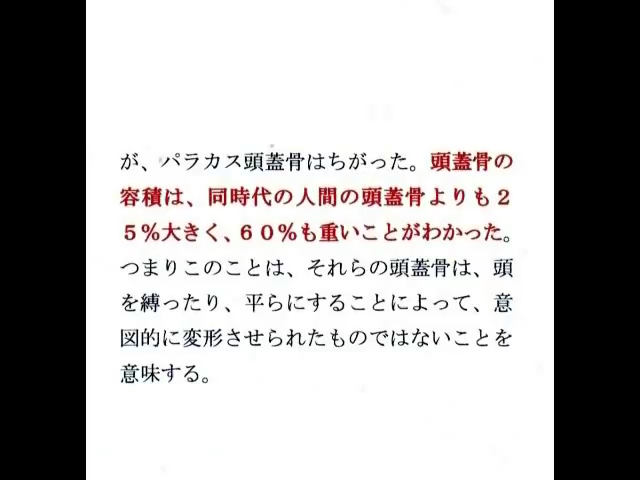 が、パラカス頭蓋骨はちがった。頭蓋骨の
容積は、同時代の人間の頭蓋骨よりも２
５％大きく、６０％も重いことがわかった。
つまりこのことは、それらの頭蓋骨は、頭
を縛ったり、平らにすることによって、意
図的に変形させられたものではないことを
意味する。